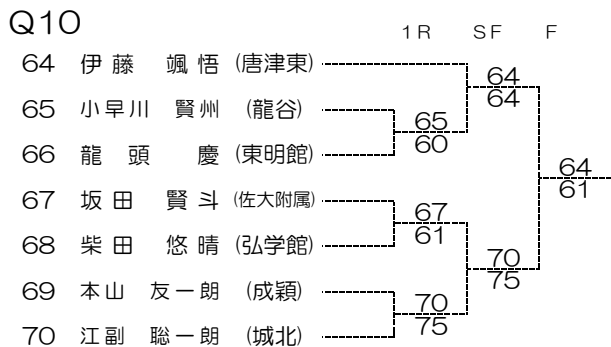 Q10
1R SF F
64 伊藤 颯悟 (唐津東)
65 小早川 賢州 (龍谷)
66 龍頭 慶 (東明館)
67 坂田 賢斗 (佐大附属)
68 柴田 悠晴 (弘学館)
69 本山 友一朗 (成穎)
70 江副 聡一朗 (城北)
65
60
67
61
70
75
64
64
70
75
64
61